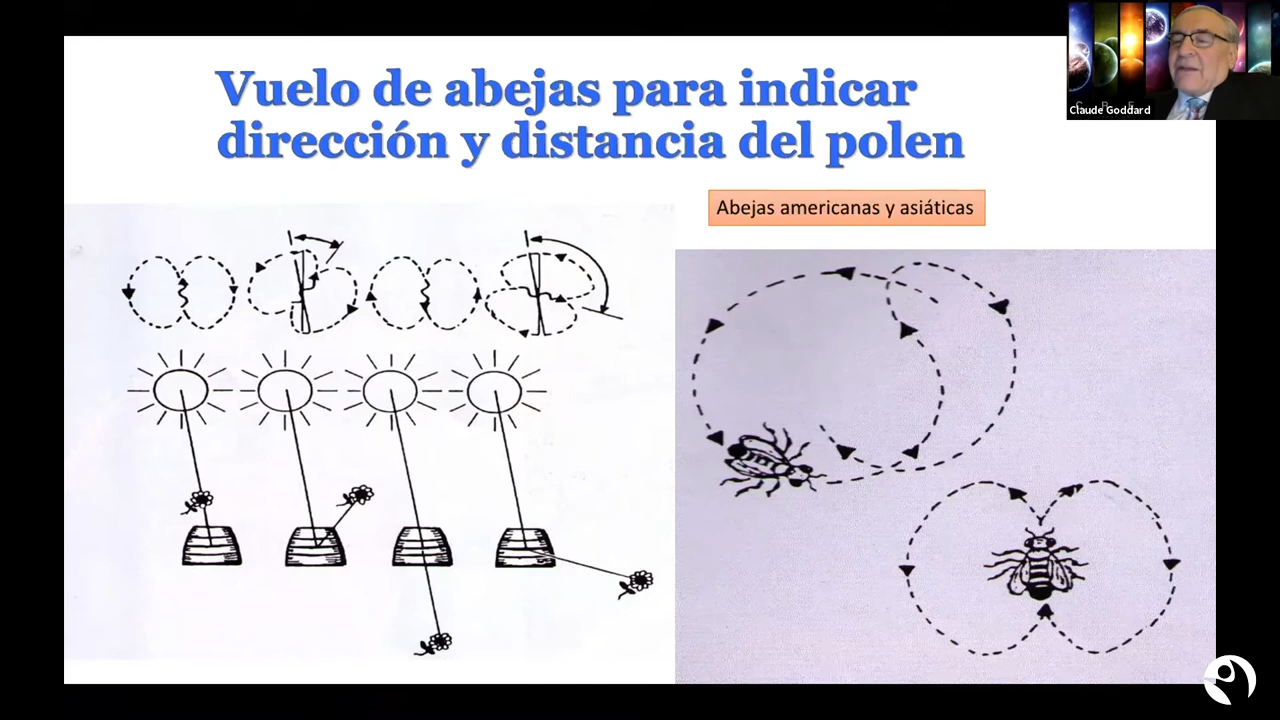 Vuelo de abejas para indicar
dirección y distancia del polen
Claude Goddard
Abejas americanas y asiáticas